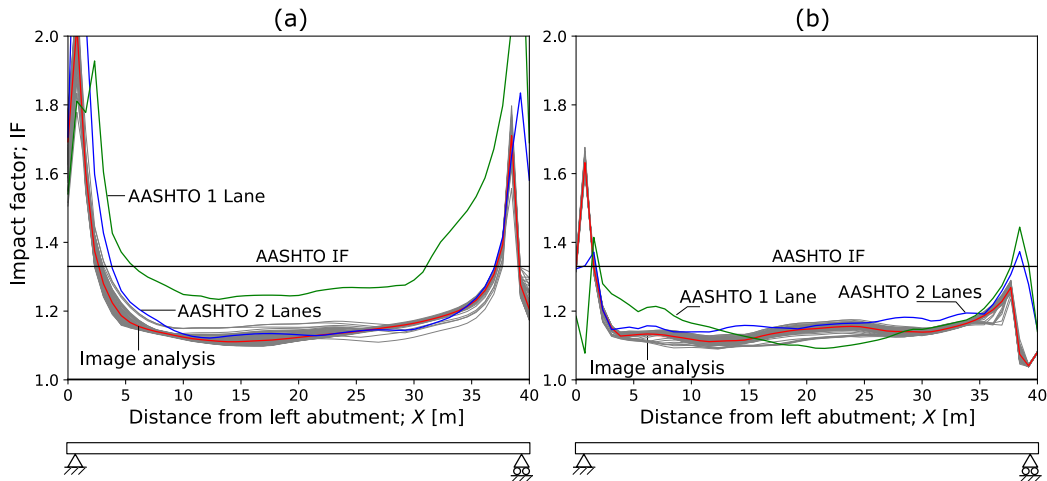 (a)
(b)
Impact factor; IF
2.0
1.8
1.6
1.4
1.2
1.0
AASHTO 1 Lane
AASHTO IF
AASHTO 2 Lanes
Image analysis
0 5 10 15 20 25 30 35 40
Distance from left abutment; X [m]
2.0
1.8
1.6
1.4
1.2
1.0
AASHTO IF
AASHTO 1 Lane
AASHTO 2 Lanes
Image analysis
0 5 10 15 20 25 30 35 40
Distance from left abutment; X [m]